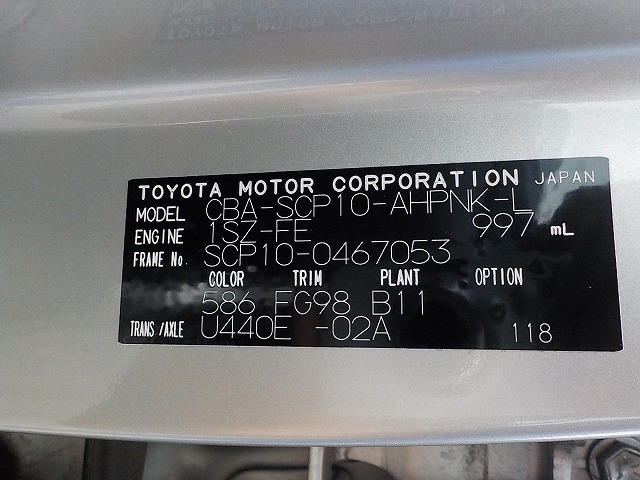 TOYOTA MOTOR CORPORATION JAPAN
MODEL CBA-SCP10-AHPNK-L
ENGINE 1SZ-FE 997 mL
FRAME No. SCP10-0467053
COLOR TRIM PLANT OPTION
586 FG98 B11
TRANS/AXLE U440E -02A 118